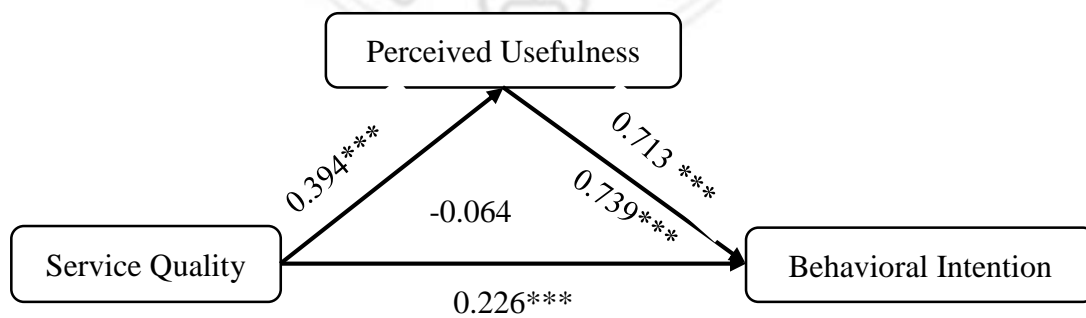 Perceived Usefulness
0.394***
0.713 ***
0.739***
-0.064
Service Quality
Behavioral Intention
0.226***